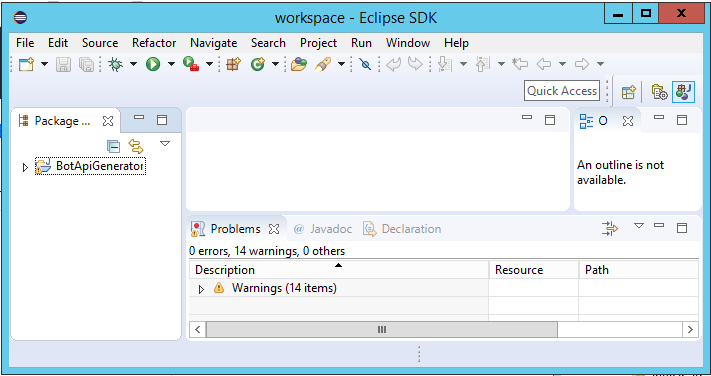 workspace - Eclipse SDK
File Edit Source Refactor Navigate Search Project Run Window Help
Quick Access
Package ...
BotApiGenerator
O
An outline is not
available.
Problems @ Javadoc Declaration
0 errors, 14 warnings, 0 others
Description Resource Path
Warnings (14 items)